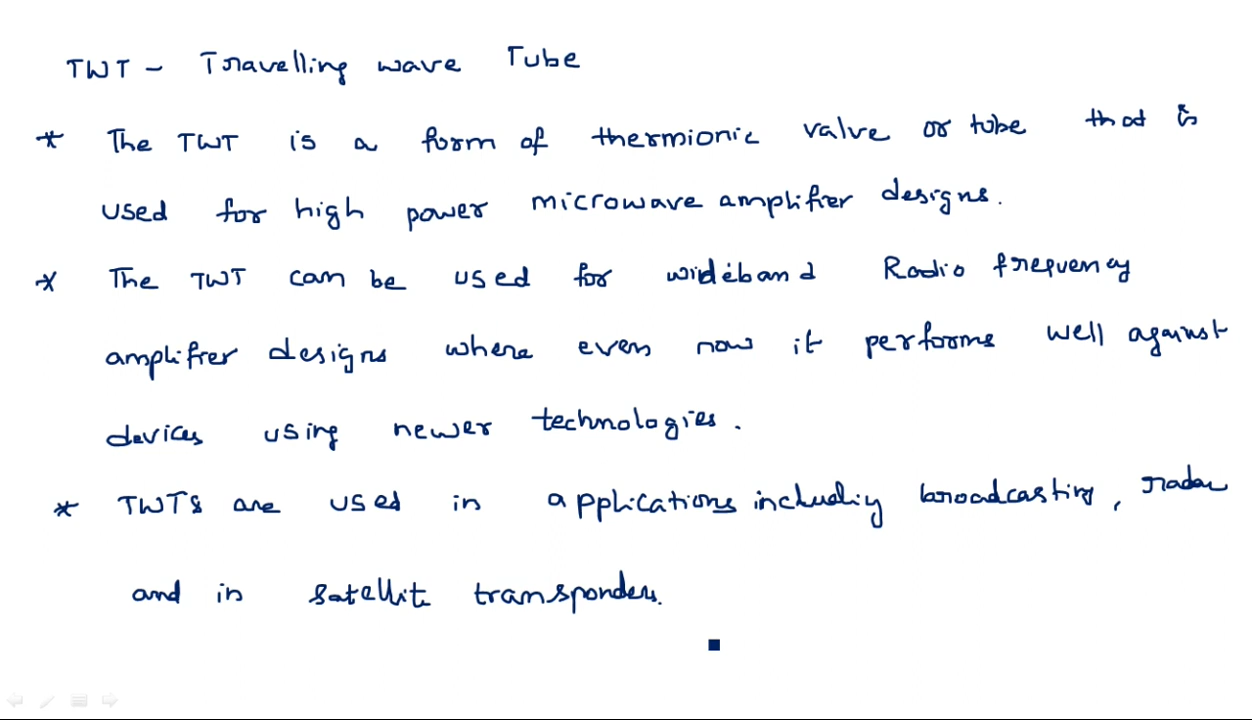 TWT - Travelling wave Tube
* The TWT is a form of thermionic valve or tube that is
used for high power microwave amplifier designs.
* The TWT can be used for wideband Radio frequency
amplifier designs where even now it performs well against
devices using newer technologies.
* TWTS are used in applications including broadcasting, radar
and in satellite transponders.